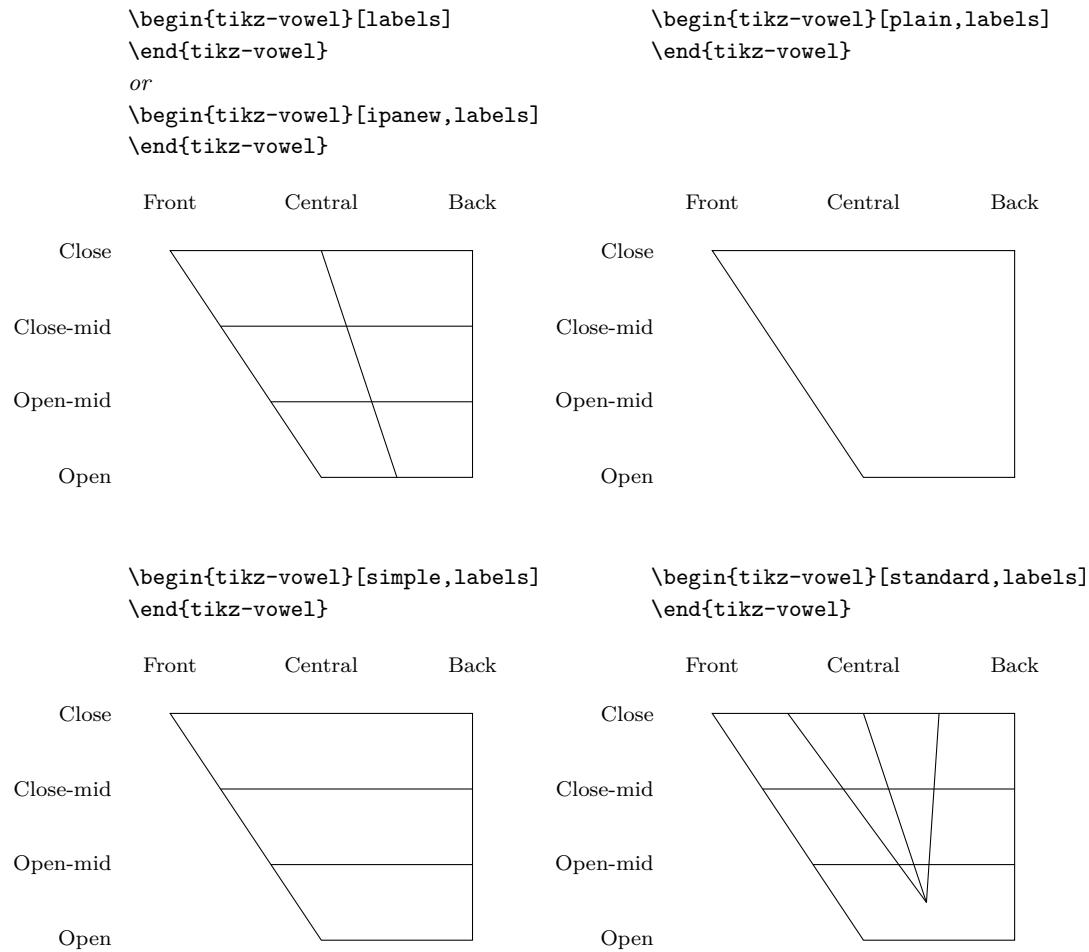 \begin{tikz-vowel}[labels]
\end{tikz-vowel}
or
\begin{tikz-vowel}[ipanew,labels]
\end{tikz-vowel}
Front Central Back
Close
Close-mid
Open-mid
Open
\begin{tikz-vowel}[plain,labels]
\end{tikz-vowel}
Front Central Back
Close
Close-mid
Open-mid
Open
\begin{tikz-vowel}[simple,labels]
\end{tikz-vowel}
Front Central Back
Close
Close-mid
Open-mid
Open
\begin{tikz-vowel}[standard,labels]
\end{tikz-vowel}
Front Central Back
Close
Close-mid
Open-mid
Open